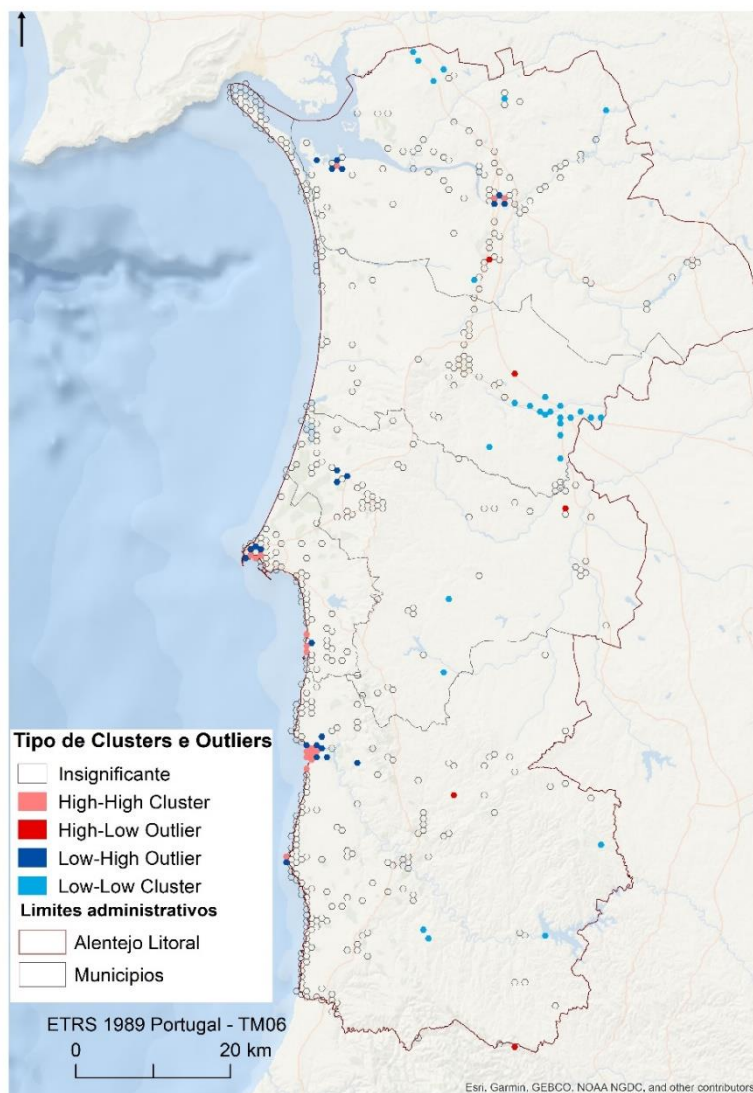 Tipo de Clusters e Outliers
Insignificante
High-High Cluster
High-Low Outlier
Low-High Outlier
Low-Low Cluster
Limites administrativos
Alentejo Litoral
Municipios
ETRS 1989 Portugal - TM06
0 20 km
Esri, Garmin, GEBCO, NOAA NGDC, and other contributors